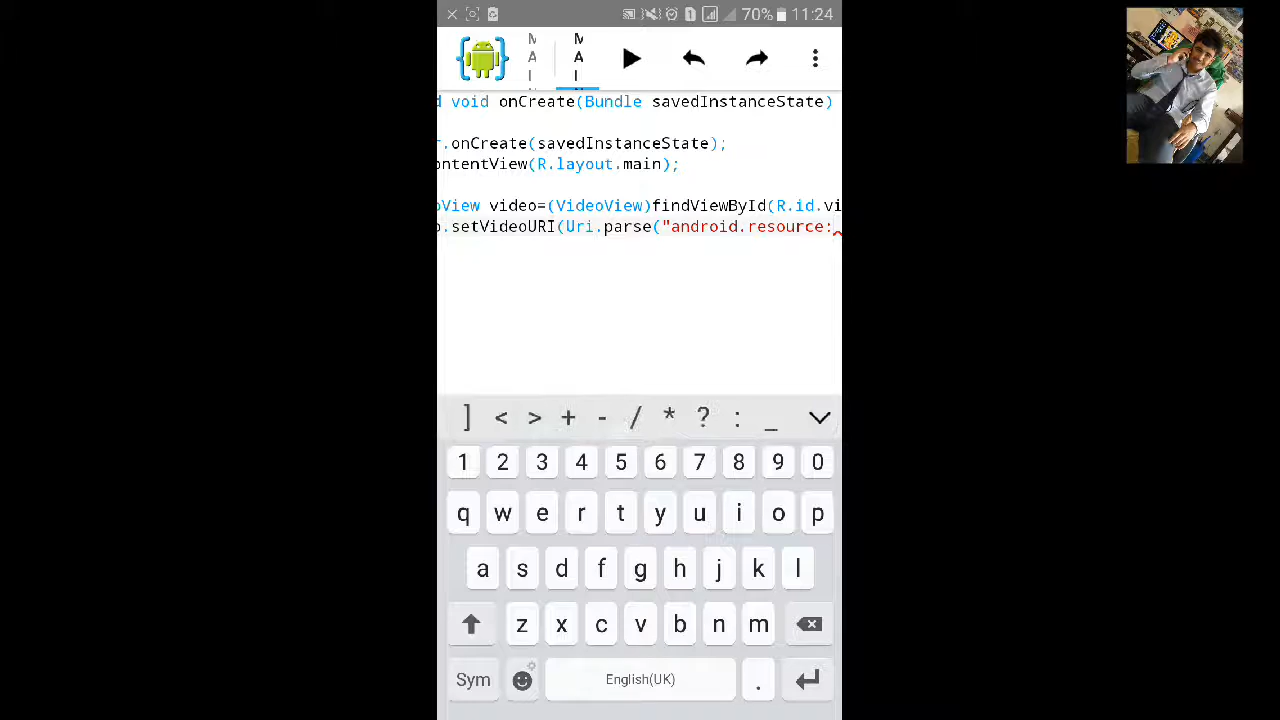 70% 11:24
M A I N
M A I N
d void onCreate(Bundle savedInstanceState)
r.onCreate(savedInstanceState);
ontentView(R.layout.main);
oView video=(VideoView)findViewById(R.id.vi
o.setVideoURI(Uri.parse("android.resource:
] < > + - / * ? : _
1 2 3 4 5 6 7 8 9 0
q w e r t y u i o p
a s d f g h j k l
z x c v b n m
Sym English(UK) .